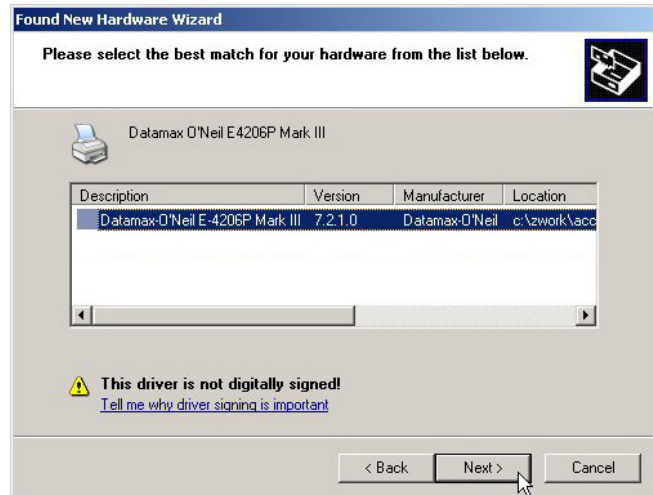 Found New Hardware Wizard
Please select the best match for your hardware from the list below.
Datamax O'Neil E4206P Mark III
Description Version Manufacturer Location
Datamax-O'Neil E-4206P Mark III 7.2.1.0 Datamax-O'Neil c:\zwork\acc
This driver is not digitally signed!
Tell me why driver signing is important
< Back Next > Cancel